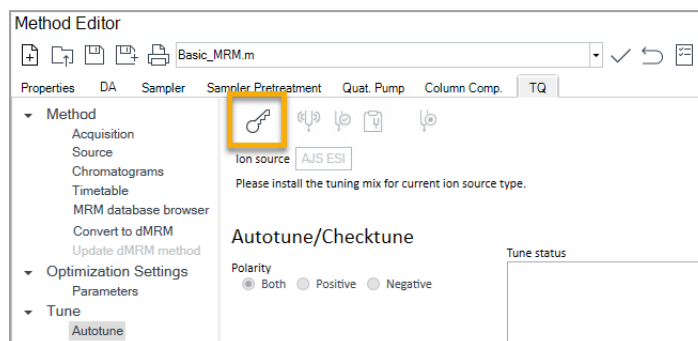 Method Editor
Basic_MRM.m
Properties DA Sampler Sampler Pretreatment Quat. Pump Column Comp. TQ
Method
Acquisition
Source
Chromatograms
Timetable
MRM database browser
Convert to dMRM
Update dMRM method
Optimization Settings
Parameters
Tune
Autotune
Ion source AJS ESI
Please install the tuning mix for current ion source type.
Autotune/Checktune
Polarity
Both Positive Negative
Tune status